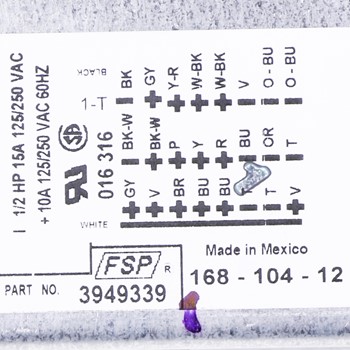 I 1/2 HP 15A 125/250 VAC
+ 10A 125/250 VAC 60HZ
016 316
BLACK
1-T
BK GY Y-R W-BK W-BK V O - BU O - BU
BK-W BK-W P Y R BU OR
GY V BR BU BU T T V
WHITE
FSP R
Made in Mexico
PART NO. 3949339
168 - 104 - 12